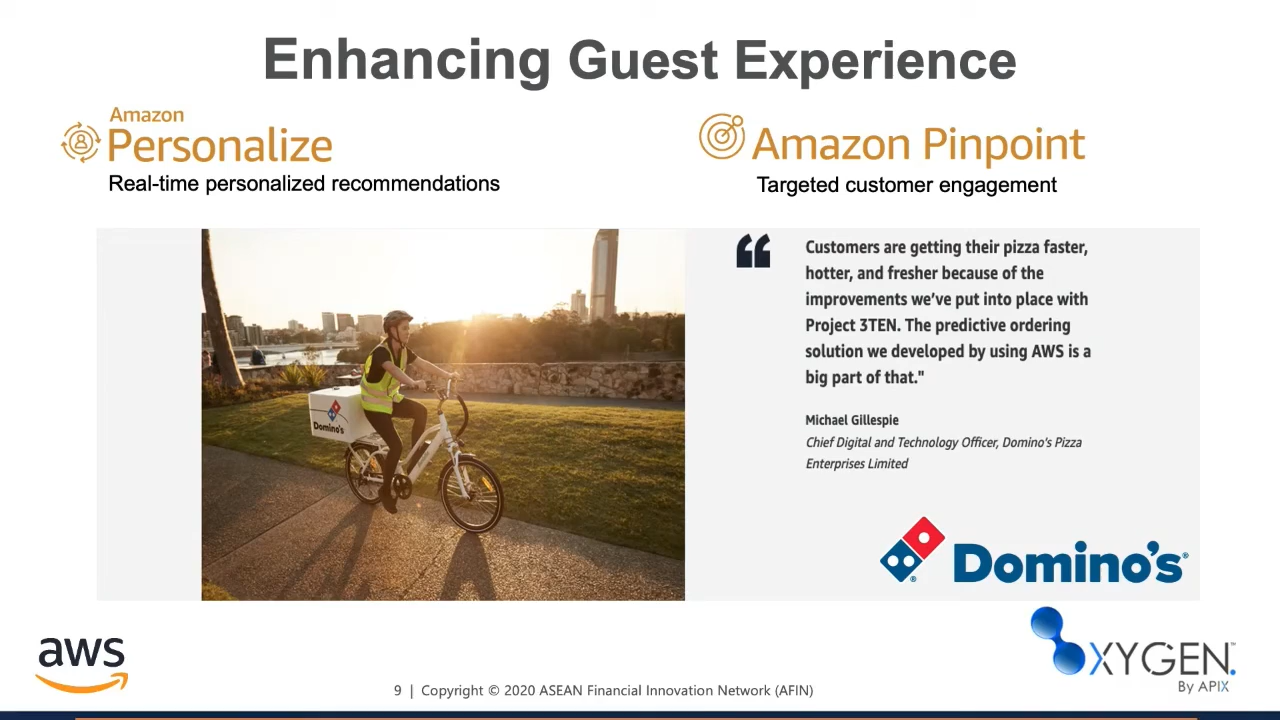 Enhancing Guest Experience
Amazon
Personalize
Real-time personalized recommendations
Amazon Pinpoint
Targeted customer engagement
Domino's
“
Customers are getting their pizza faster,
hotter, and fresher because of the
improvements we’ve put into place with
Project 3TEN. The predictive ordering
solution we developed by using AWS is a
big part of that."
Michael Gillespie
Chief Digital and Technology Officer, Domino’s Pizza
Enterprises Limited
Domino’s®
aws
9 | Copyright © 2020 ASEAN Financial Innovation Network (AFIN)
OXYGEN™
By APIX